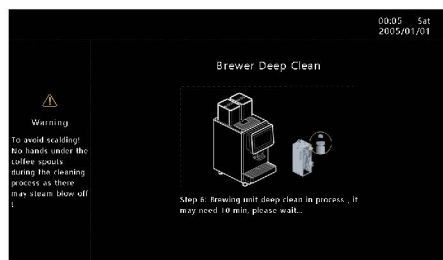 00:05 Sat
2005/01/01
Brewer Deep Clean
Warning
To avoid scalding!
No hands under the
coffee spouts
during the cleaning
process as there
may steam blow off
!
Step 6: Brewing unit deep clean in process , it
may need 10 min, please wait...